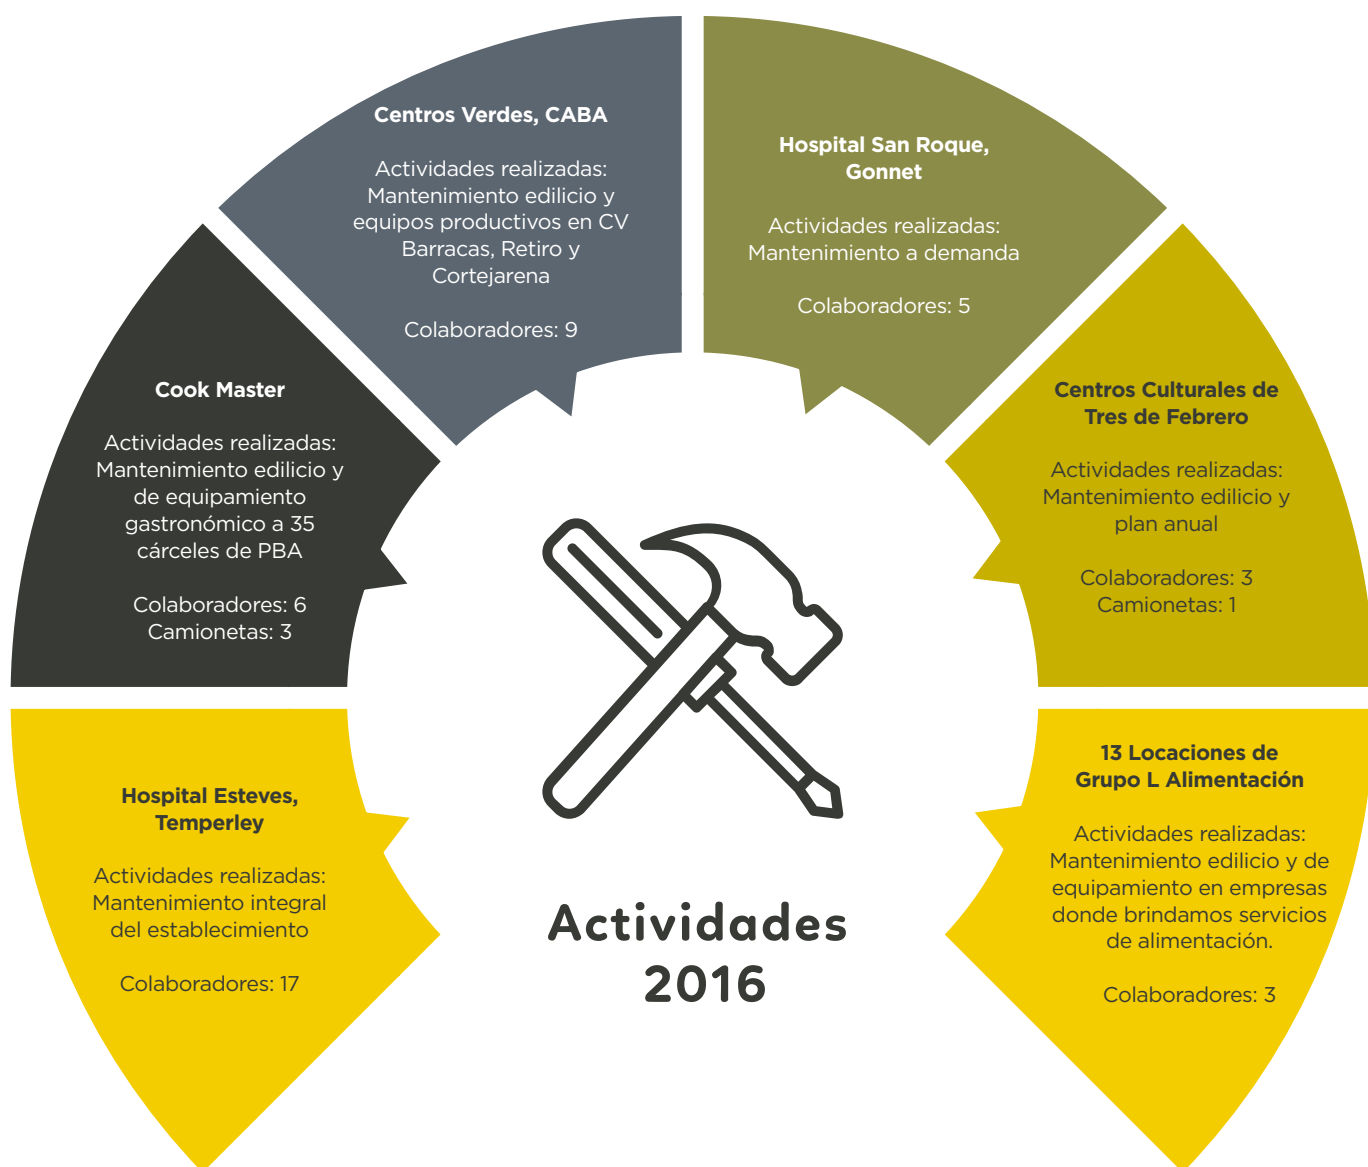 Centros Verdes, CABA
Actividades realizadas:
Mantenimiento edilicio y
equipos productivos en CV
Barracas, Retiro y
Cortejarena
Colaboradores: 9
Hospital San Roque,
Gonnet
Actividades realizadas:
Mantenimiento a demanda
Colaboradores: 5
Cook Master
Actividades realizadas:
Mantenimiento edilicio y
de equipamiento
gastronómico a 35
cárceles de PBA
Colaboradores: 6
Camionetas: 3
Centros Culturales de
Tres de Febrero
Actividades realizadas:
Mantenimiento edilicio y
plan anual
Colaboradores: 3
Camionetas: 1
Hospital Esteves,
Temperley
Actividades realizadas:
Mantenimiento integral
del establecimiento
Colaboradores: 17
Actividades
2016
13 Locaciones de
Grupo L Alimentación
Actividades realizadas:
Mantenimiento edilicio y de
equipamiento en empresas
donde brindamos servicios
de alimentación.
Colaboradores: 3